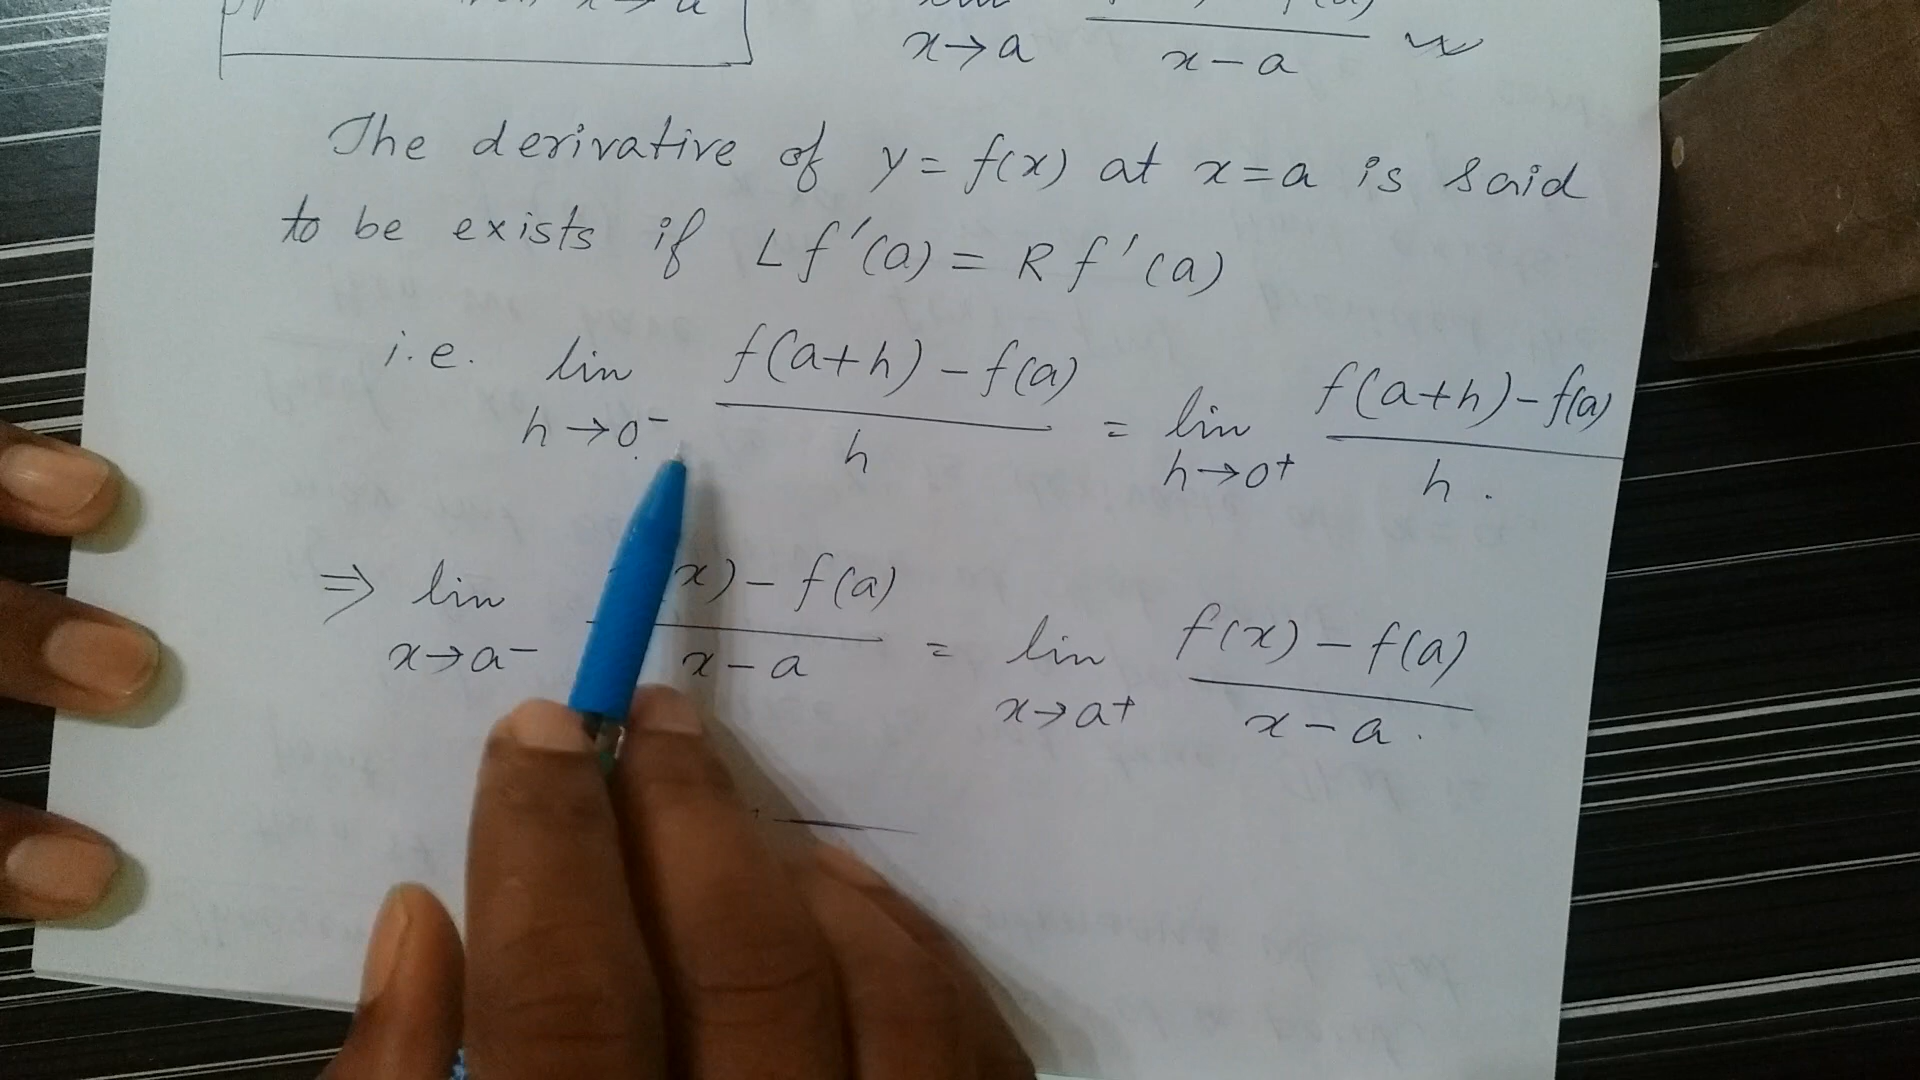 x→a
x→a x-a
The derivative of y = f(x) at x=a is said
to be exists if Lf'(a) = Rf'(a)
i.e. lim h→0⁻ f(a+h) - f(a) / h = lim h→0⁺ f(a+h) - f(a) / h.
⇒ lim x→a⁻ x) - f(a) / x-a = lim x→a⁺ f(x) - f(a) / x-a.